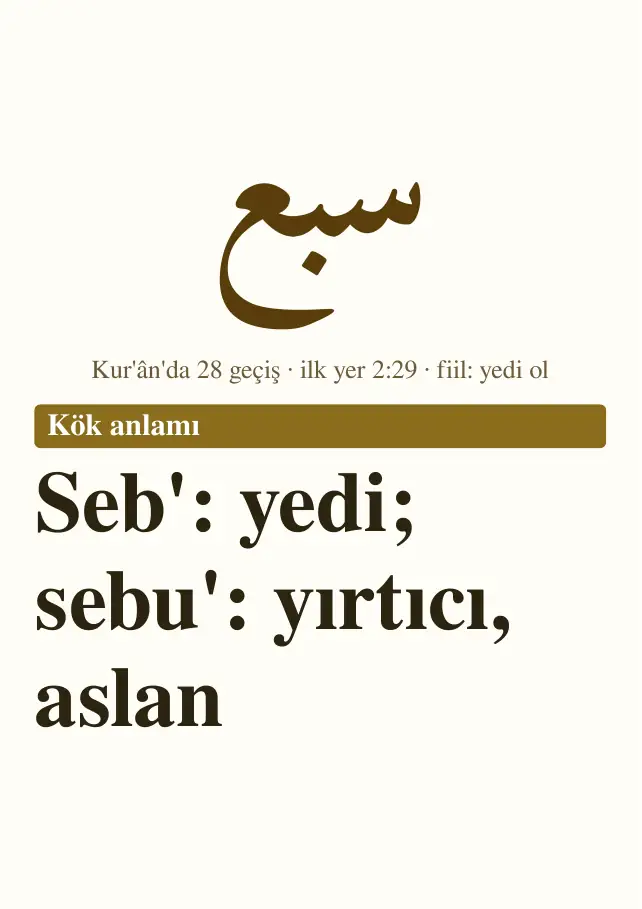 سبع
Kur'ân'da 28 geçiş · ilk yer 2:29 · fiil: yedi ol
Kök anlamı
Seb': yedi;
sebu': yırtıcı,
aslan